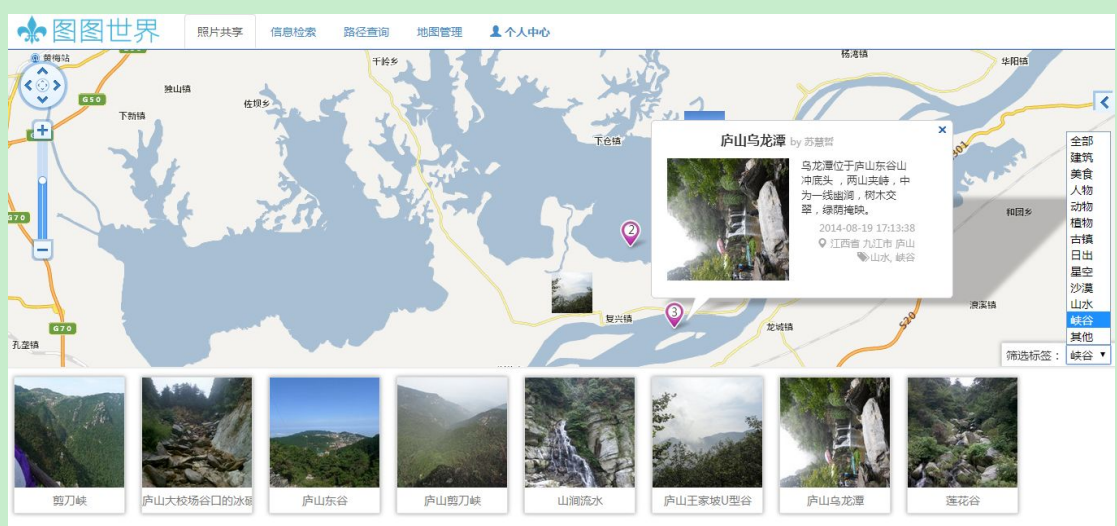 图图世界
照片共享 信息检索 路径查询 地图管理 个人中心
黄梅站
千岭乡
杨湾镇
华阳镇
独山镇
G50
佐坝乡
下新镇
下仓镇
庐山乌龙潭 by 苏慧哲
乌龙潭位于庐山东谷山
冲底头 ，两山夹峙，中
为一线幽涧，树木交
翠，绿荫掩映。
2014-08-19 17:13:38
江西省 九江市 庐山
山水, 峡谷
全部
建筑
美食
人物
动物
植物
古镇
日出
星空
沙漠
山水
峡谷
其他
筛选标签： 峡谷
和团乡
2
3
复兴镇
龙城镇
G70
孔垄镇
剪刀峡
庐山大校场谷口的冰碛
庐山东谷
庐山剪刀峡
山涧流水
庐山王家坡U型谷
庐山乌龙潭
莲花谷